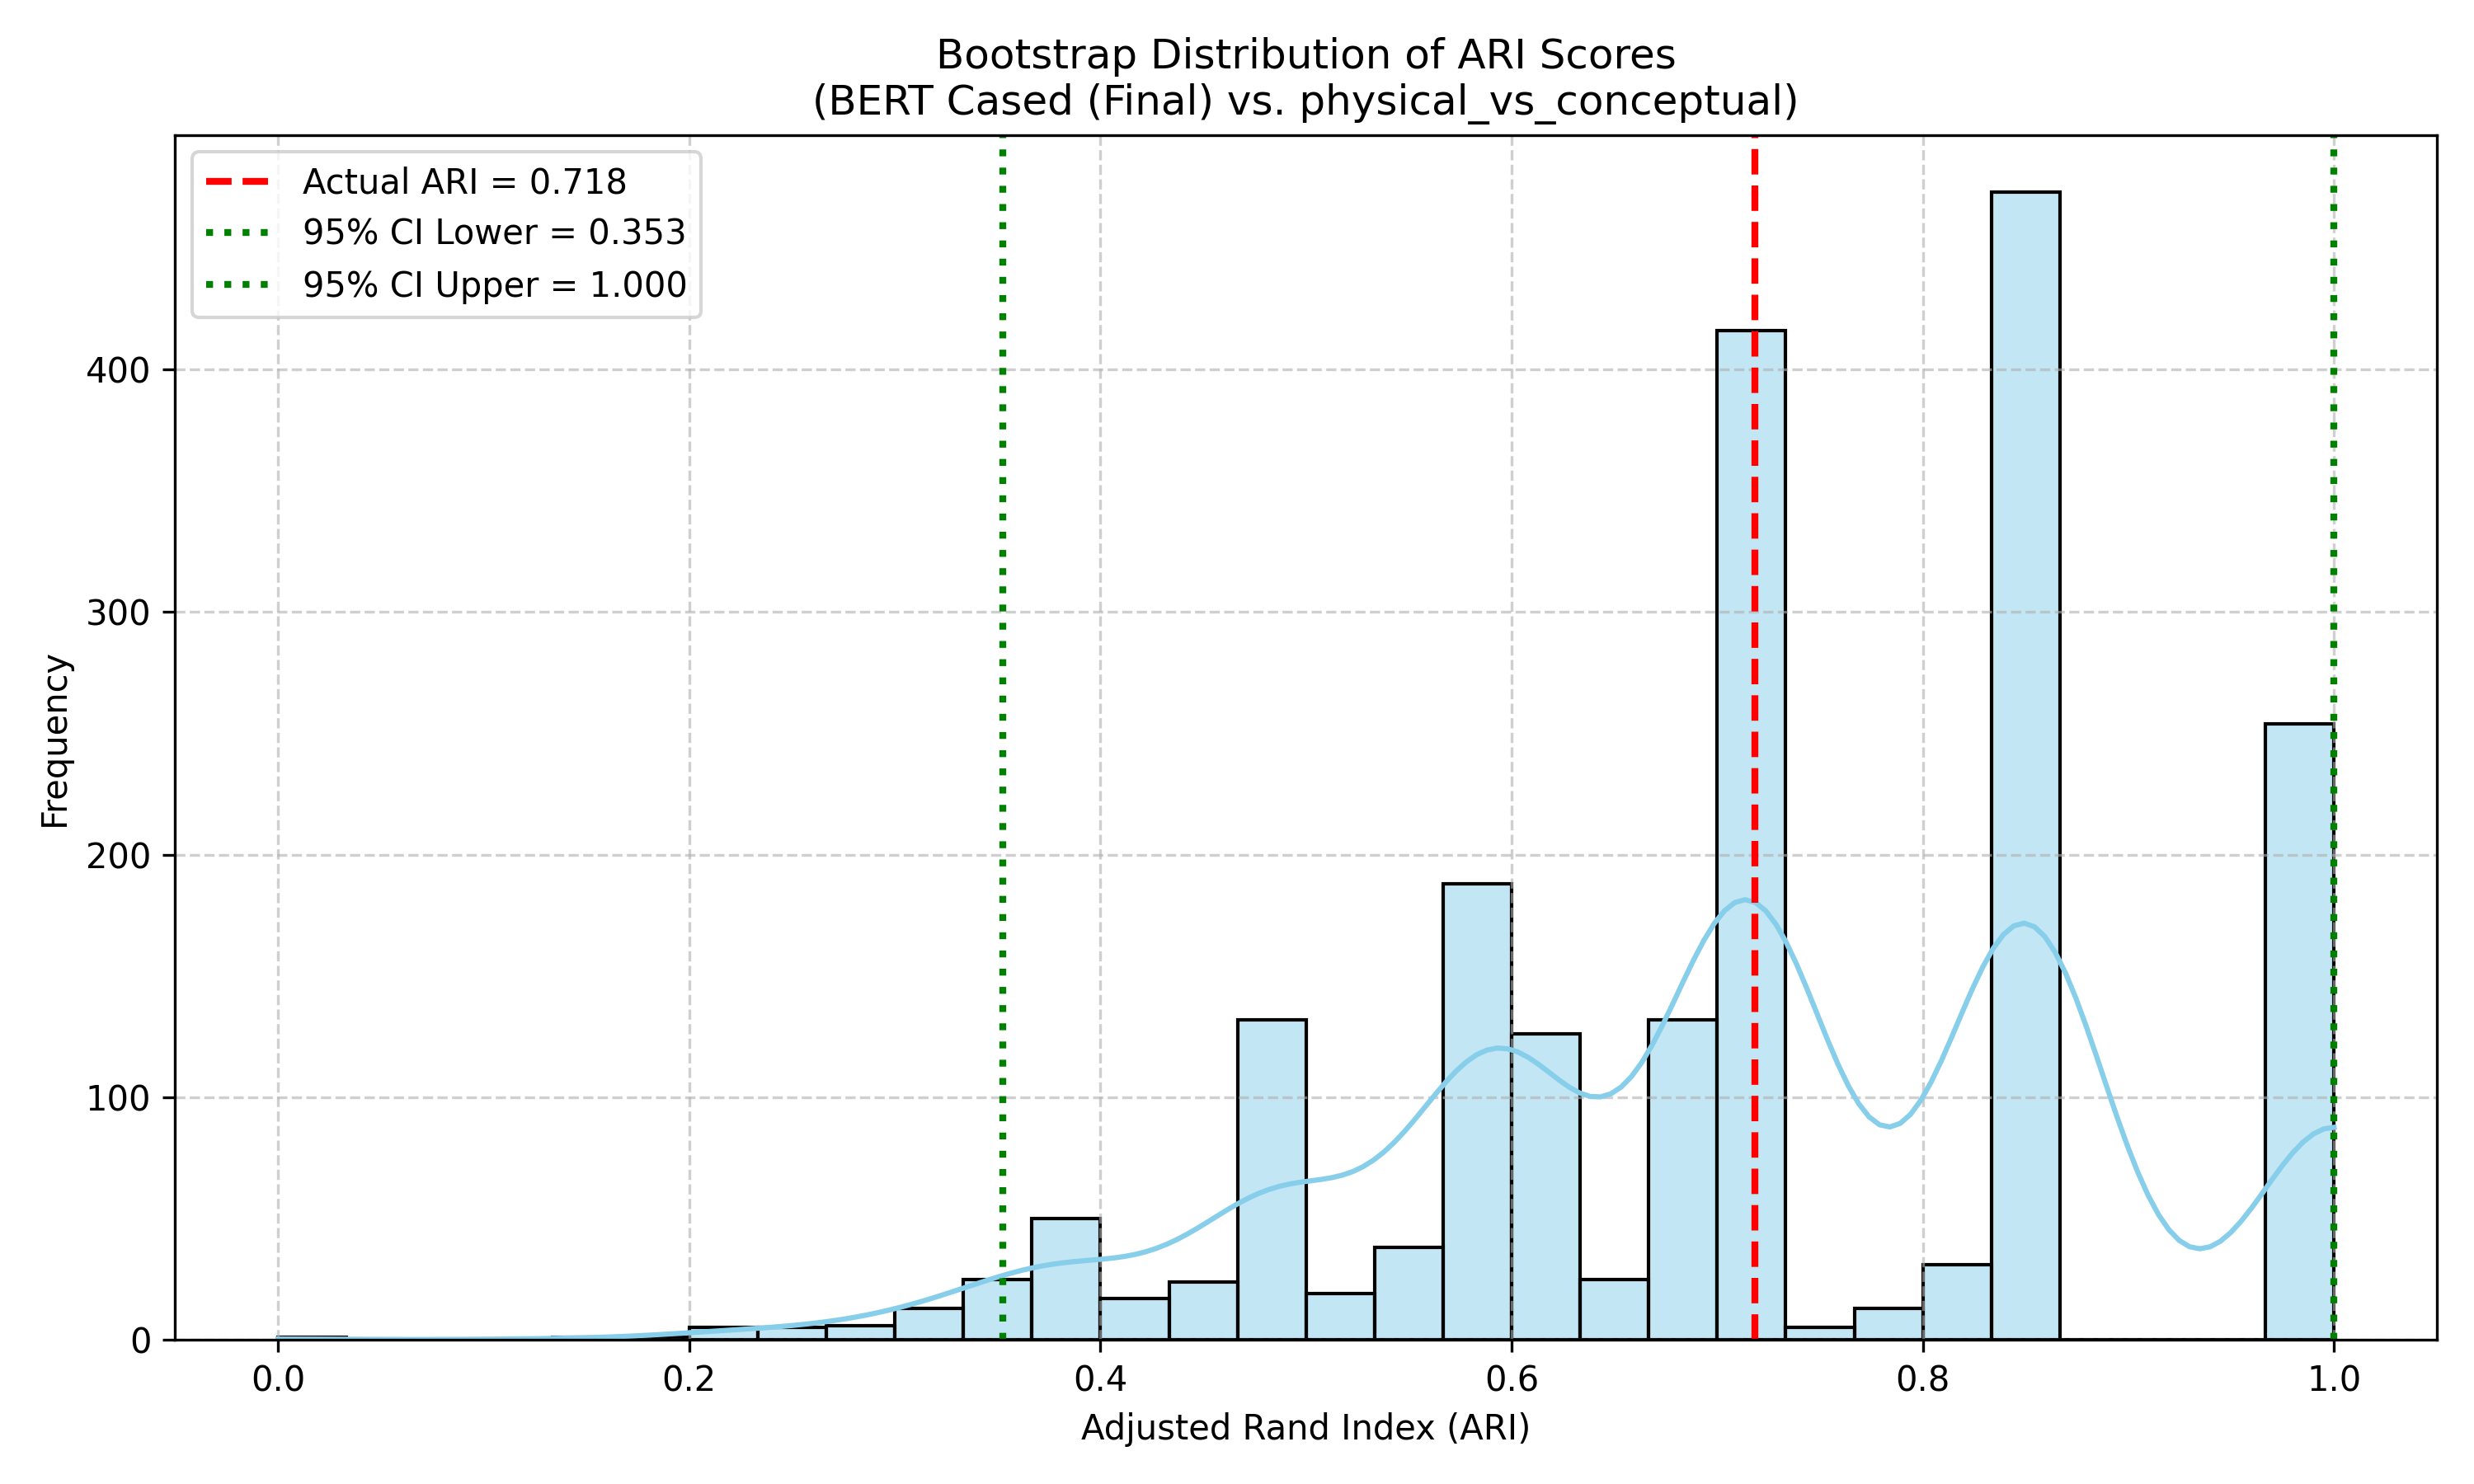 Bootstrap Distribution of ARI Scores
(BERT Cased (Final) vs. physical_vs_conceptual)
Actual ARI = 0.718
95% CI Lower = 0.353
95% CI Upper = 1.000
Frequency
400
300
200
100
0
0.0 0.2 0.4 0.6 0.8 1.0
Adjusted Rand Index (ARI)